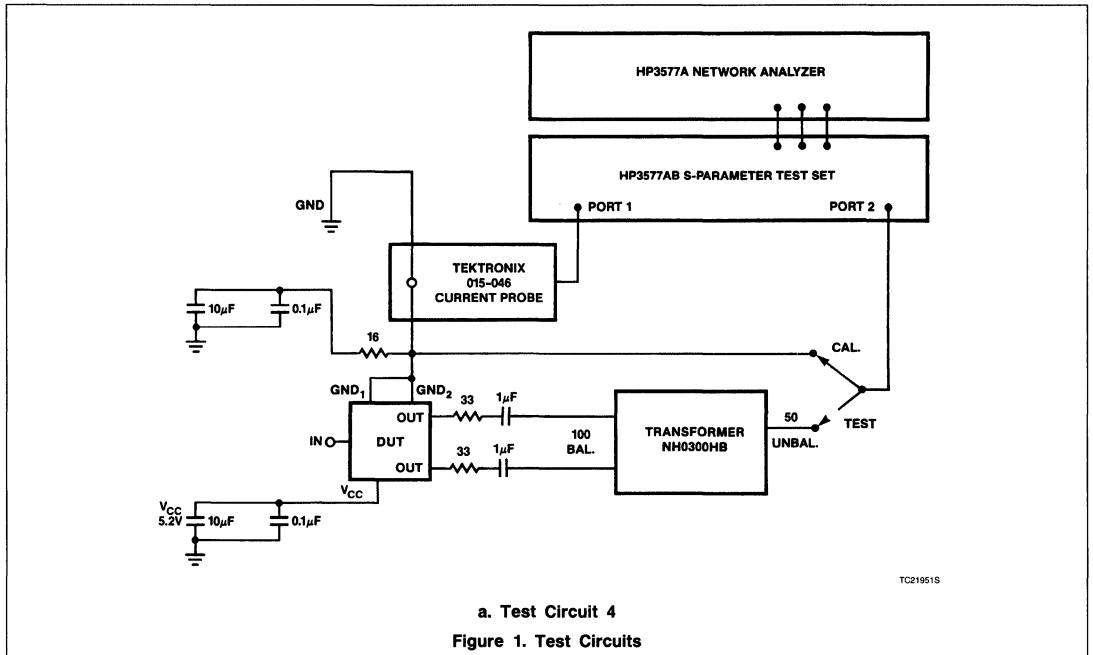 HP3577A NETWORK ANALYZER
HP3577AB S-PARAMETER TEST SET
PORT 1
PORT 2
GND
TEKTRONIX
015-046
CURRENT PROBE
10μF
0.1μF
16
CAL.
GND1
GND2
OUT
33
1μF
IN
DUT
OUT
33
1μF
100
BAL.
TRANSFORMER
NH0300HB
50
UNBAL.
TEST
VCC
VCC
5.2V
10μF
0.1μF
TC21951S
a. Test Circuit 4
Figure 1. Test Circuits